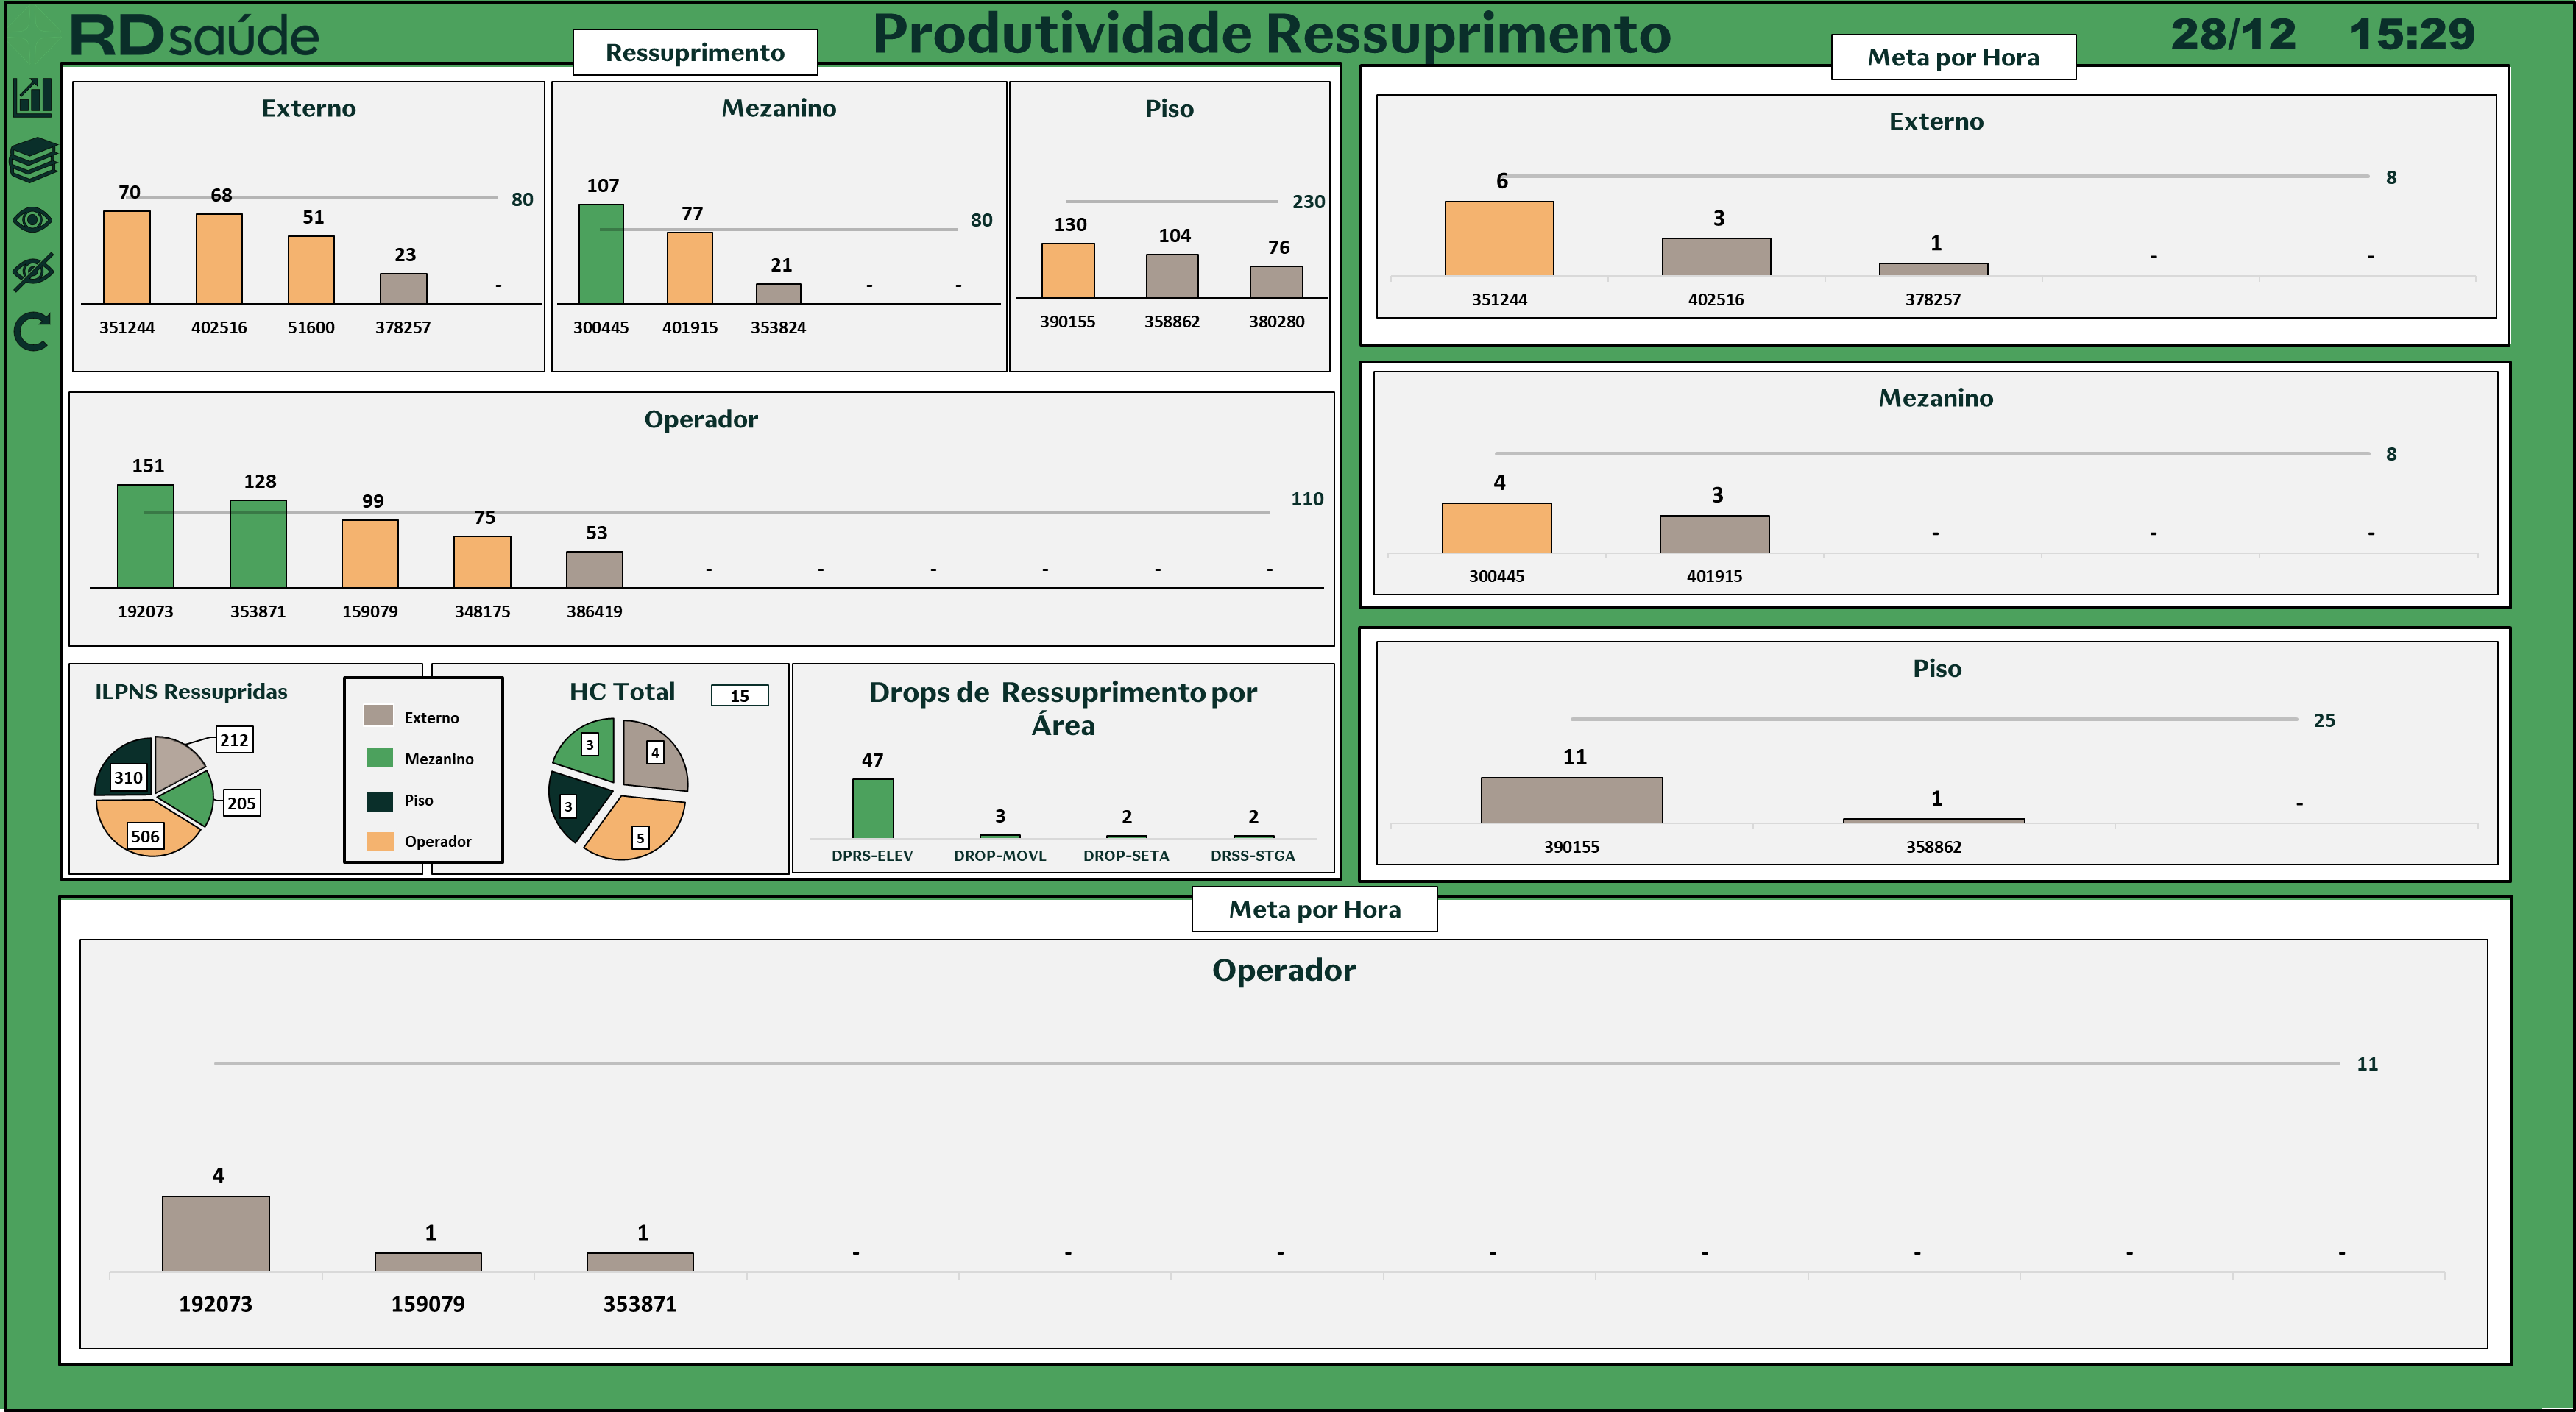 RDsaúde
Produtividade Ressuprimento
28/12 15:29
Ressuprimento
Externo
70 68 51 23 -
80
351244 402516 51600 378257
Mezanino
107 77 21 - -
80
300445 401915 353824
Piso
130 104 76
230
390155 358862 380280
Operador
151 128 99 75 53 - - - - - -
110
192073 353871 159079 348175 386419
ILPNS Ressupridas
212
310
205
506
Externo
Mezanino
Piso
Operador
HC Total
15
3 4
3
5
Drops de Ressuprimento por
Área
47 3 2 2
DPRS-ELEV DROP-MOVL DROP-SETA DRSS-STGA
Meta por Hora
Externo
6 3 1 - -
8
351244 402516 378257
Mezanino
8
4 3 - - -
300445 401915
Piso
25
11 1 -
390155 358862
Meta por Hora
Operador
11
4 1 1 - - - - - - - -
192073 159079 353871